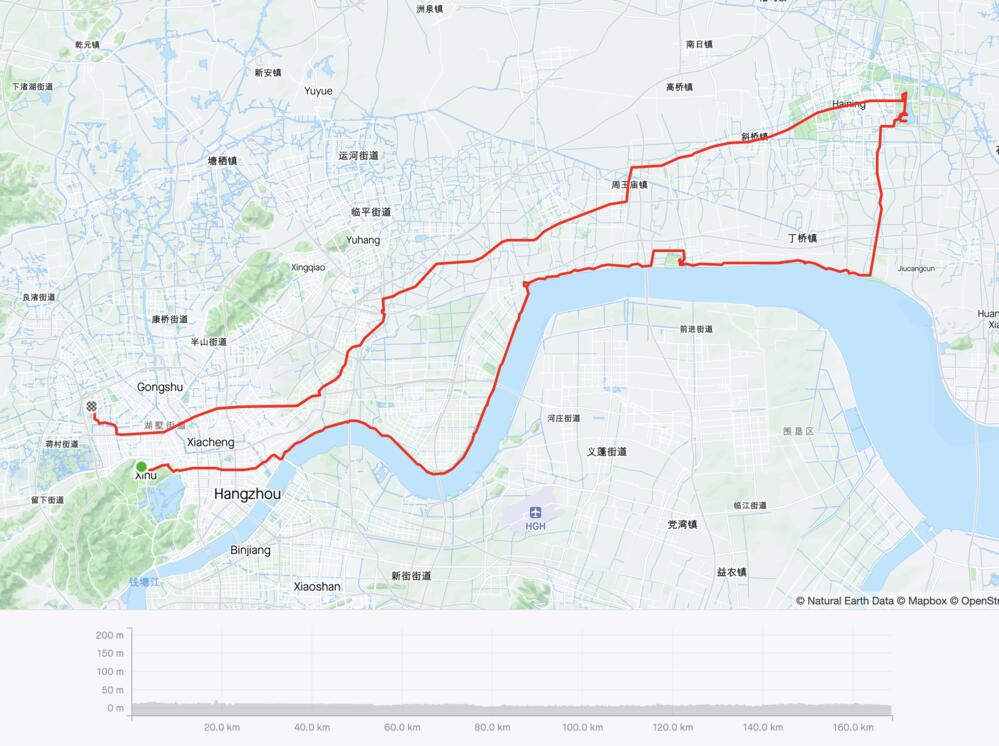 洲泉镇
乾元镇
南日镇
新安镇
下渚湖街道
Yuyue
高桥镇
Haining
斜桥镇
塘栖镇
运河街道
周王庙镇
临平街道
Yuhang
丁桥镇
Xingqiao
Jiucangcun
良渚街道
康桥街道
半山街道
前进街道
Gongshu
湖墅街道
河庄街道
围垦区
蒋村街道
Xiacheng
义蓬街道
Xihu
Hangzhou
留下街道
临江街道
HGH
党湾镇
Binjiang
新街街道
益农镇
钱塘江
Xiaoshan
© Natural Earth Data © Mapbox © OpenStr
200 m
150 m
100 m
50 m
0 m
20.0 km 40.0 km 60.0 km 80.0 km 100.0 km 120.0 km 140.0 km 160.0 km